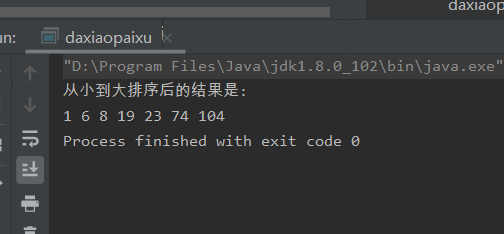 daxiaopaixu
un:
daxiaopaixu
"D:\Program Files\Java\jdk1.8.0_102\bin\java.exe"
从小到大排序后的结果是:
1 6 8 19 23 74 104
Process finished with exit code 0